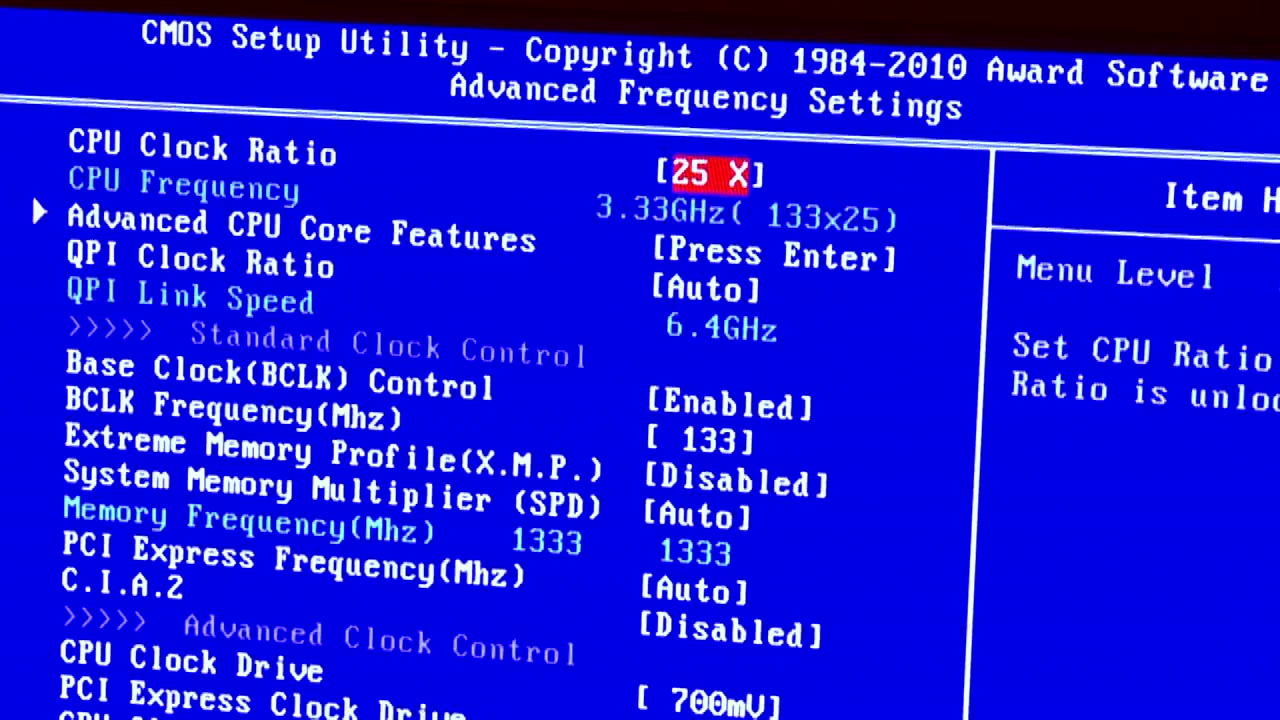 CMOS Setup Utility - Copyright (C) 1984-2010 Award Software
Advanced Frequency Settings
CPU Clock Ratio [25 X]
CPU Frequency 3.33GHz( 133x25)
Advanced CPU Core Features [Press Enter]
QPI Clock Ratio [Auto]
QPI Link Speed 6.4GHz
>>>>> Standard Clock Control
Base Clock(BCLK) Control [Enabled]
BCLK Frequency(Mhz) [ 133]
Extreme Memory Profile(X.M.P.) [Disabled]
System Memory Multiplier (SPD) [Auto]
Memory Frequency(Mhz) 1333 1333
PCI Express Frequency(Mhz) [Auto]
C.I.A.2 [Disabled]
>>>>> Advanced Clock Control
CPU Clock Drive [ 700mV]
PCI Express Clock Drive
Item
Menu Level
Set CPU Ratio
Ratio is